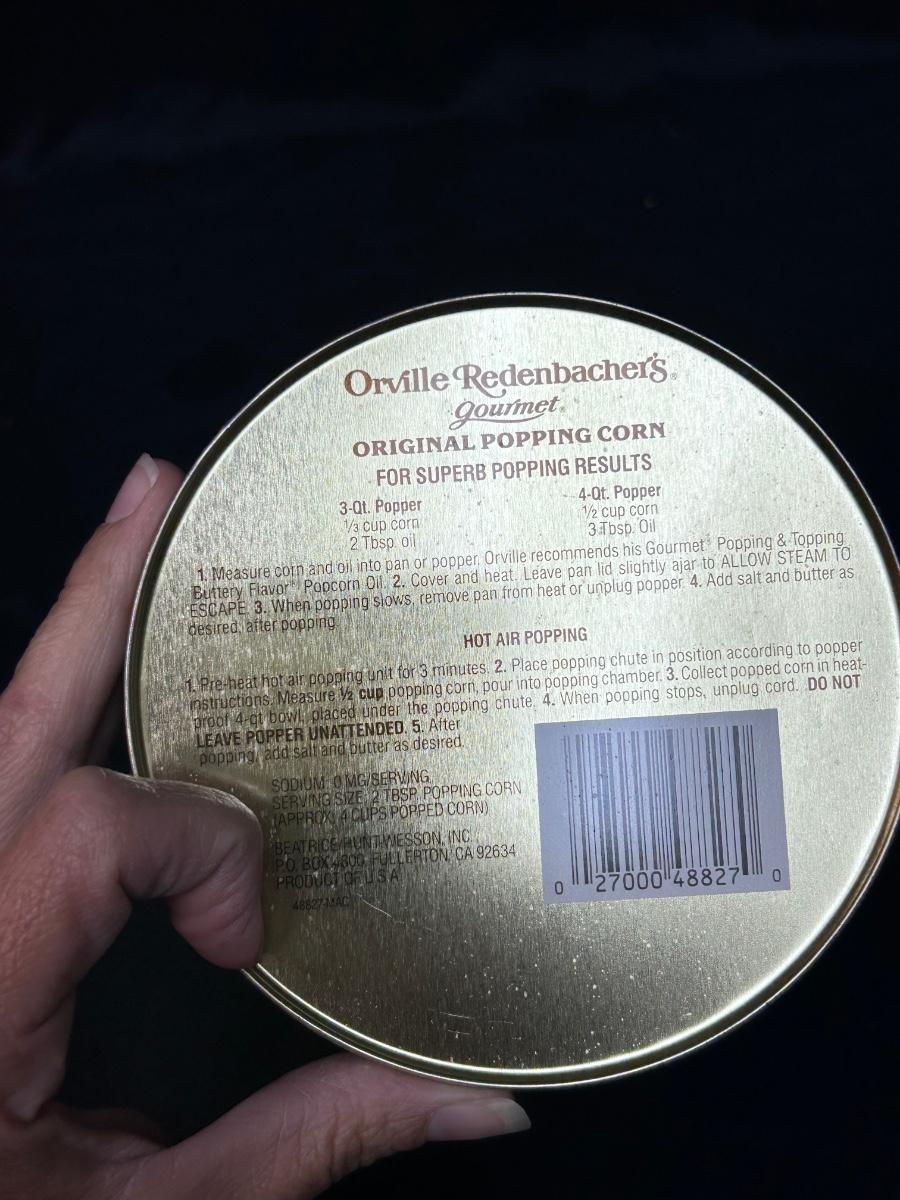 Orville Redenbacher's®
gourmet®
ORIGINAL POPPING CORN
FOR SUPERB POPPING RESULTS
3-Qt. Popper
⅓ cup corn
2 Tbsp. oil
4-Qt. Popper
½ cup corn
3 Tbsp. Oil
1. Measure corn and oil into pan or popper. Orville recommends his Gourmet® Popping & Topping
Buttery Flavor™ Popcorn Oil. 2. Cover and heat. Leave pan lid slightly ajar to ALLOW STEAM TO
ESCAPE. 3. When popping slows, remove pan from heat or unplug popper. 4. Add salt and butter as
desired, after popping.
HOT AIR POPPING
1. Pre-heat hot air popping unit for 3 minutes. 2. Place popping chute in position according to popper
instructions. Measure ½ cup popping corn, pour into popping chamber. 3. Collect popped corn in heat-
proof 4-qt bowl, placed under the popping chute. 4. When popping stops, unplug cord. DO NOT
LEAVE POPPER UNATTENDED. 5. After
popping, add salt and butter as desired.
SODIUM: 0 MG/SERVING
SERVING SIZE: 2 TBSP. POPPING CORN
(APPROX. 4 CUPS POPPED CORN)
BEATRICE/HUNT-WESSON, INC.
P.O. BOX 4800, FULLERTON, CA 92634
PRODUCT OF U.S.A.
48827-MAC
0 27000 48827 0